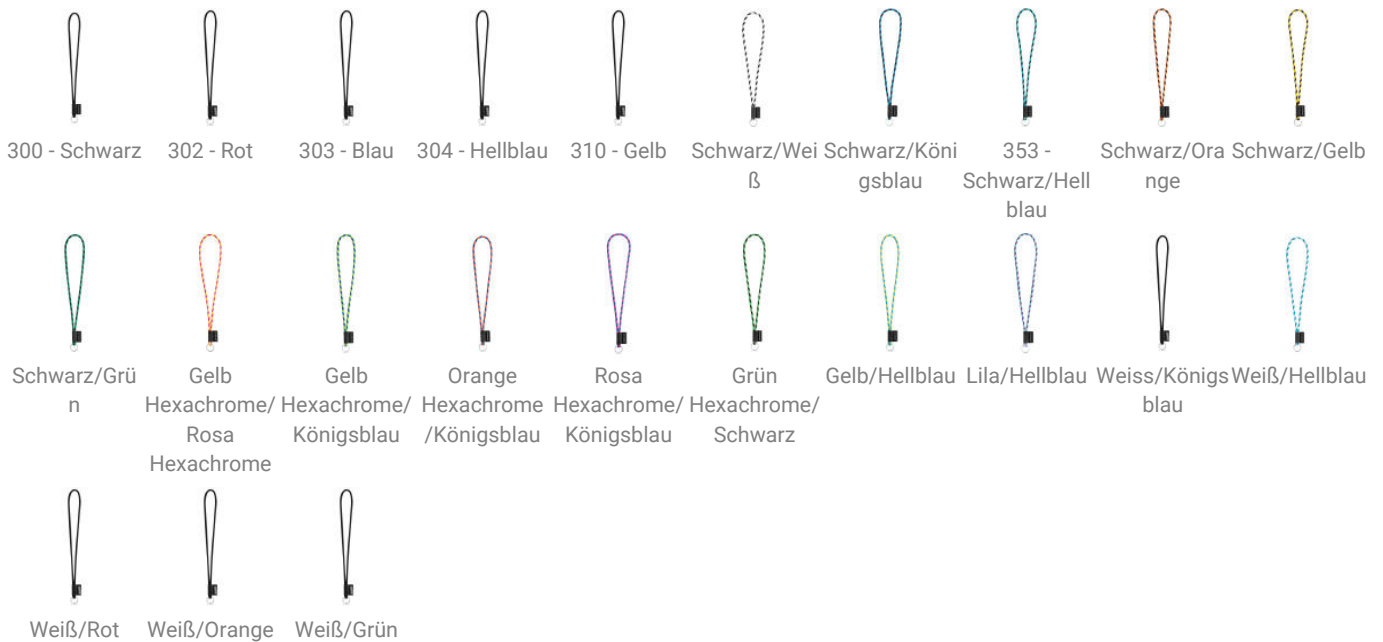 300 - Schwarz 302 - Rot 303 - Blau 304 - Hellblau 310 - Gelb Schwarz/Wei Schwarz/Köni 353 - Schwarz/Ora Schwarz/Gelb
ß gsblau Schwarz/Hell nge
blau
Schwarz/Grü Gelb Gelb Orange Rosa Grün Gelb/Hellblau Lila/Hellblau Weiss/Königs Weiß/Hellblau
n Hexachrome/ Hexachrome/ Hexachrome Hexachrome/ Hexachrome/ blau
Rosa Königsblau /Königsblau Königsblau Schwarz
Hexachrome
Weiß/Rot Weiß/Orange Weiß/Grün